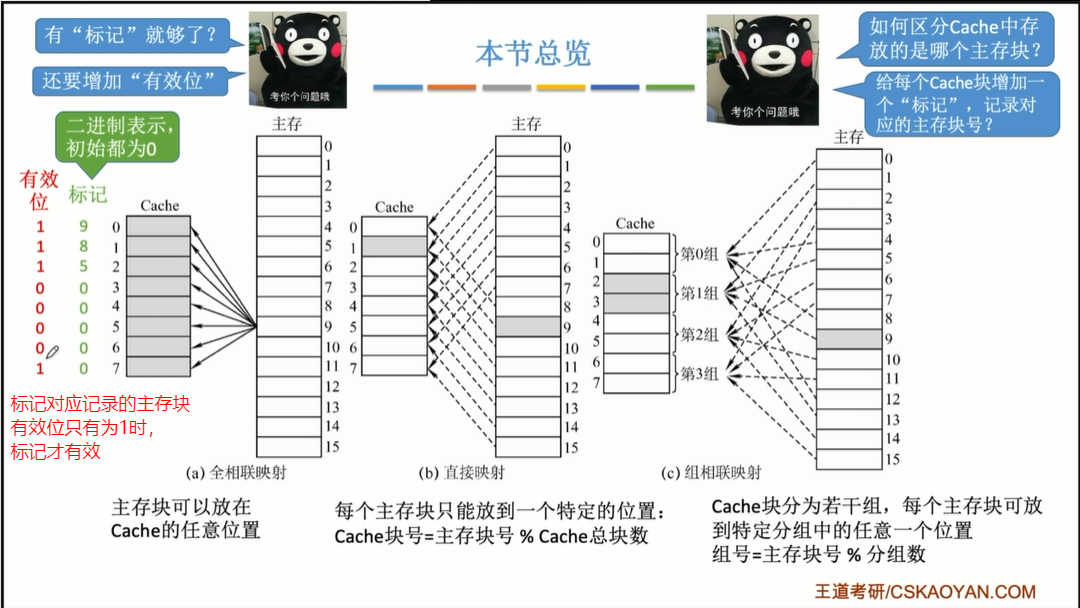 本节总览
有“标记”就够了？
还要增加“有效位”
考你个问题哦
考你个问题哦
如何区分Cache中存
放的是哪个主存块？
给每个Cache块增加一
个“标记”，记录对
应的主存块号？
二进制表示，
初始都为0
有效
位
标记
1 9
1 8
1 5
0 0
0 0
0 0
0 0
1 0
Cache
0
1
2
3
4
5
6
7
主存
0
1
2
3
4
5
6
7
8
9
10
11
12
13
14
15
(a) 全相联映射
Cache
0
1
2
3
4
5
6
7
主存
0
1
2
3
4
5
6
7
8
9
10
11
12
13
14
15
(b) 直接映射
Cache
0
1
2
3
4
5
6
7
第0组
第1组
第2组
第3组
主存
0
1
2
3
4
5
6
7
8
9
10
11
12
13
14
15
(c) 组相联映射
标记对应记录的主存块
有效位只有为1时，
标记才有效
主存块可以放在
Cache的任意位置
每个主存块只能放到一个特定的位置：
Cache块号=主存块号 % Cache总块数
Cache块分为若干组，每个主存块可放
到特定分组中的任意一个位置
组号=主存块号 % 分组数
王道考研/CSKAOYAN.COM